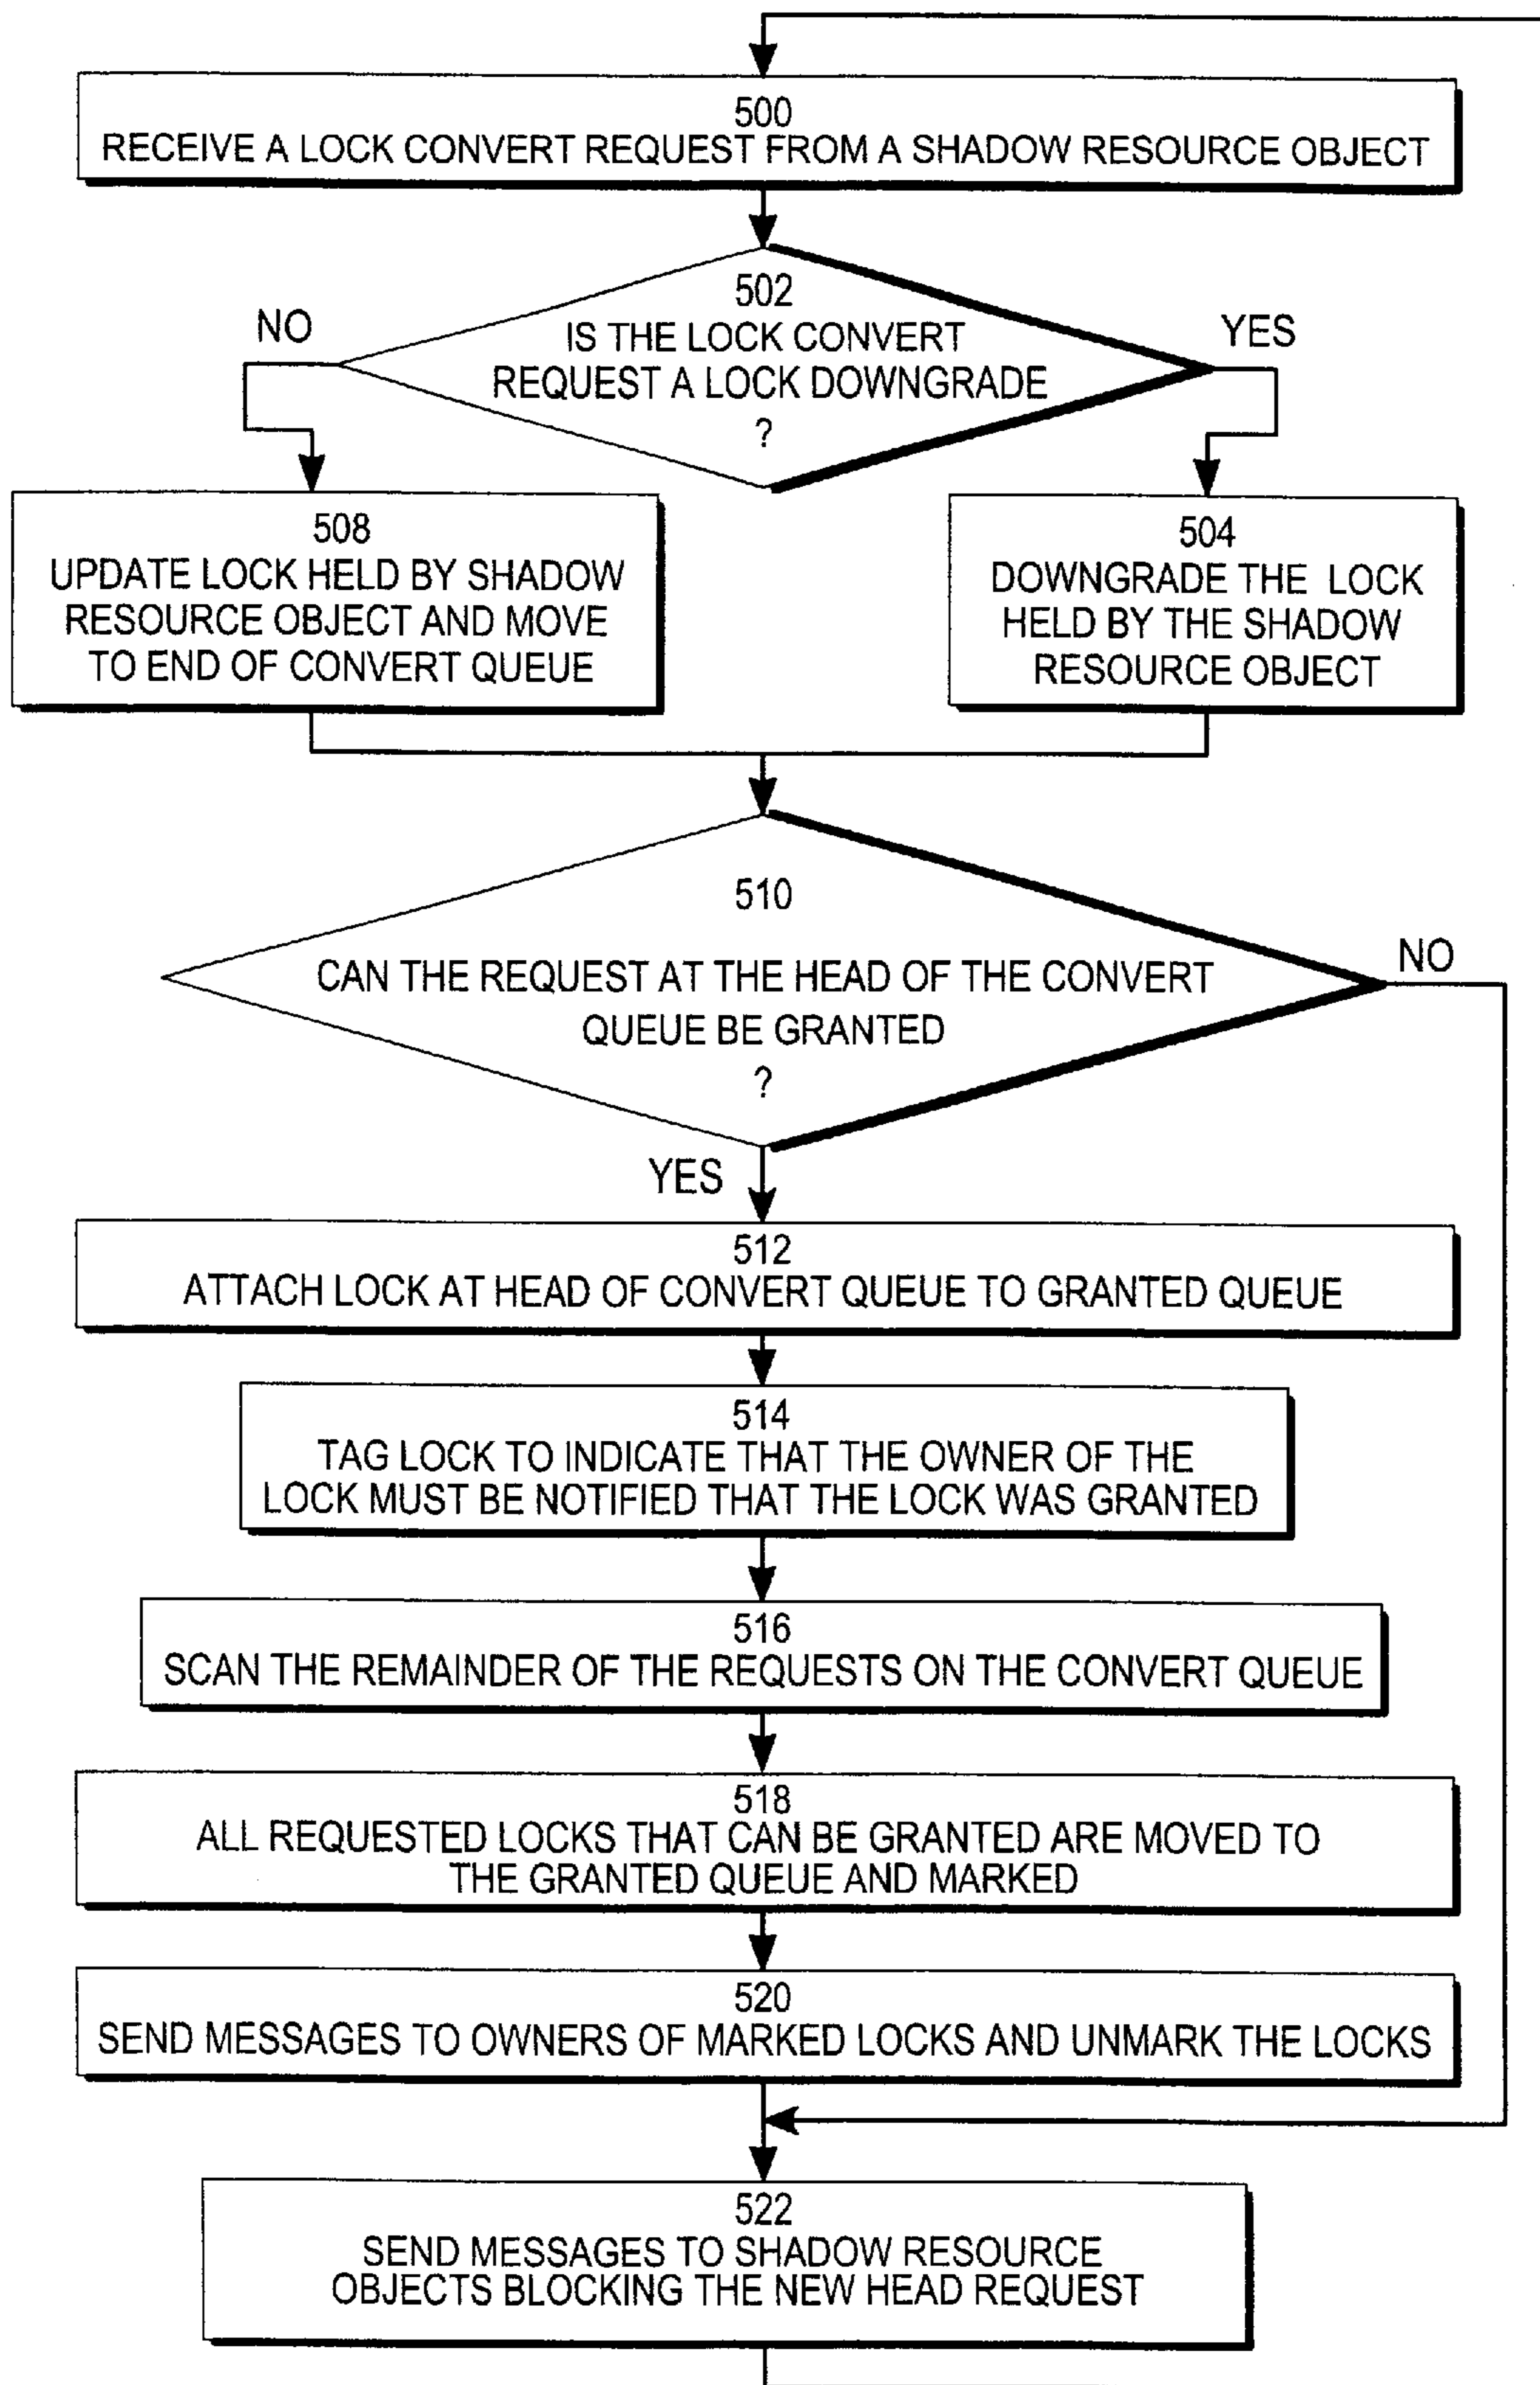 500
RECEIVE A LOCK CONVERT REQUEST FROM A SHADOW RESOURCE OBJECT
502
IS THE LOCK CONVERT
REQUEST A LOCK DOWNGRADE
?
NO
YES
508
UPDATE LOCK HELD BY SHADOW
RESOURCE OBJECT AND MOVE
TO END OF CONVERT QUEUE
504
DOWNGRADE THE LOCK
HELD BY THE SHADOW
RESOURCE OBJECT
510
CAN THE REQUEST AT THE HEAD OF THE CONVERT
QUEUE BE GRANTED
?
NO
YES
512
ATTACH LOCK AT HEAD OF CONVERT QUEUE TO GRANTED QUEUE
514
TAG LOCK TO INDICATE THAT THE OWNER OF THE
LOCK MUST BE NOTIFIED THAT THE LOCK WAS GRANTED
516
SCAN THE REMAINDER OF THE REQUESTS ON THE CONVERT QUEUE
518
ALL REQUESTED LOCKS THAT CAN BE GRANTED ARE MOVED TO
THE GRANTED QUEUE AND MARKED
520
SEND MESSAGES TO OWNERS OF MARKED LOCKS AND UNMARK THE LOCKS
522
SEND MESSAGES TO SHADOW RESOURCE
OBJECTS BLOCKING THE NEW HEAD REQUEST